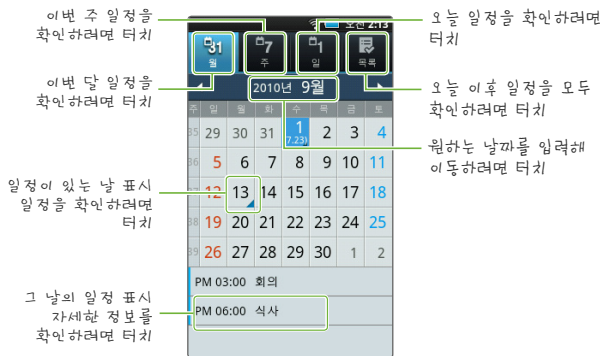 이번 주 일정을
확인하려면 터치
오늘 일정을 확인하려면
터치
이번 달 일정을
확인하려면 터치
오늘 이후 일정을 모두
확인하려면 터치
원하는 날짜를 입력해
이동하려면 터치
일정이 있는 날 표시
일정을 확인하려면
터치
그 날의 일정 표시
자세한 정보를
확인하려면 터치
오전 2:13
31 7 1
월 주 일 목록
2010년 9월
주 일 월 화 수 목 금 토
35 29 30 31 1 2 3 4
7.23)
36 5 6 7 8 9 10 11
12 13 14 15 16 17 18
38 19 20 21 22 23 24 25
39 26 27 28 29 30 1 2
PM 03:00 회의
PM 06:00 식사